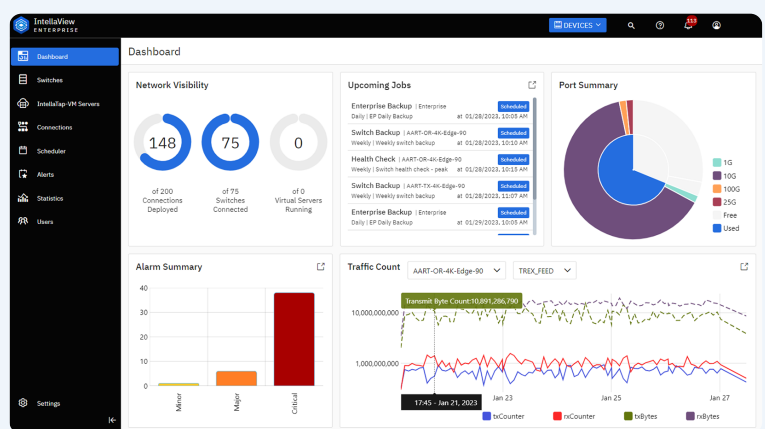 IntellaView
ENTERPRISE
DEVICES
113
Dashboard
Switches
IntellaTap-VM Servers
Connections
Scheduler
Alerts
Statistics
Users
Settings
Dashboard
Network Visibility
148
75
0
of 200
Connections
Deployed
of 75
Switches
Connected
of 0
Virtual Servers
Running
Upcoming Jobs
Enterprise Backup | Enterprise Scheduled
Daily | EP Daily Backup at 01/28/2023, 10:05 AM
Switch Backup | AART-OR-4K-Edge-90 Scheduled
Weekly | Weekly switch backup at 01/28/2023, 10:10 AM
Health Check | AART-OR-4K-Edge-90 Scheduled
Weekly | Switch health check - peak at 01/28/2023, 10:15 AM
Switch Backup | AART-TX-4K-Edge-90 Scheduled
Weekly | Weekly switch backup at 01/28/2023, 11:07 AM
Enterprise Backup | Enterprise Scheduled
Daily | EP Daily Backup at 01/29/2023, 10:05 AM
Port Summary
1G
10G
100G
25G
Free
Used
Alarm Summary
40
30
20
10
0
Minor
Major
Critical
Traffic Count
AART-OR-4K-Edge-90
TREX_FEED
Transmit Byte Count:10,891,286,790
10,000,000,000
1,000,000,000
17:45 - Jan 21, 2023
Jan 23
Jan 25
Jan 27
txCounter
rxCounter
txBytes
rxBytes